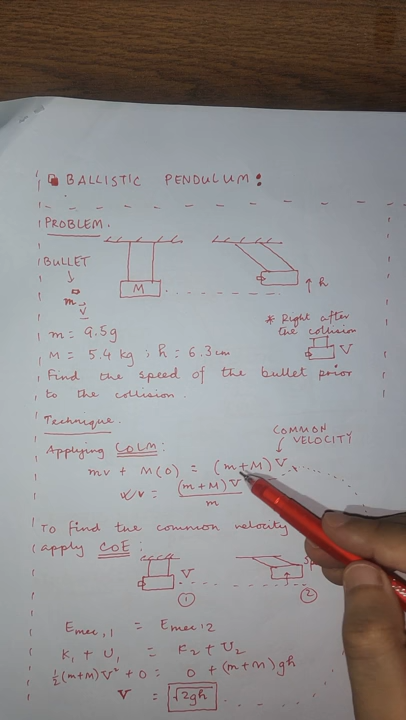 BALLISTIC PENDULUM:
PROBLEM.
BULLET
M
h
m
v
* Right after
the collision
m = 9.5g
V
M = 5.4 kg ; h = 6.3cm
Find the speed of the bullet prior
to the collision.
Technique.
COMMON
VELOCITY
Applying COLM
mv + M(0) = (m+M)V
v = (m+M)V
m
To find the common velocity
apply COE:
V
① ②
Emec,1 = Emec,2
K1 + U1 = K2 + U2
½(m+M)V² + 0 = 0 + (m+M)gh
V = √2gh